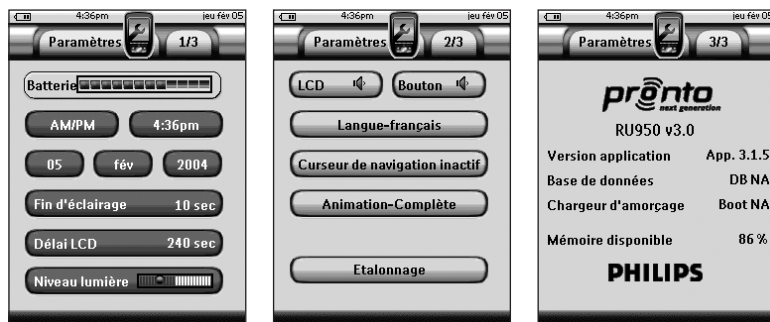 4:36pm jeu fév 05
Paramètres 1/3
Batterie
AM/PM 4:36pm
05 fév 2004
Fin d'éclairage 10 sec
Délai LCD 240 sec
Niveau lumière
4:36pm jeu fév 05
Paramètres 2/3
LCD Bouton
Langue-français
Curseur de navigation inactif
Animation-Complète
Etalonnage
4:36pm jeu fév 05
Paramètres 3/3
pronto
next generation
RU950 v3.0
Version application App. 3.1.5
Base de données DB NA
Chargeur d'amorçage Boot NA
Mémoire disponible 86 %
PHILIPS